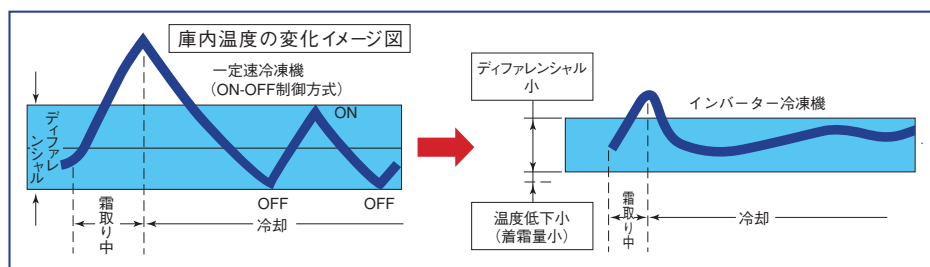 庫内温度の変化イメージ図
一定速冷凍機
(ON-OFF制御方式)
ディファレンシャル
ON
OFF
OFF
霜取り中
冷却
ディファレンシャル
小
インバーター冷凍機
温度低下小
(着霜量小)
霜取り中
冷却